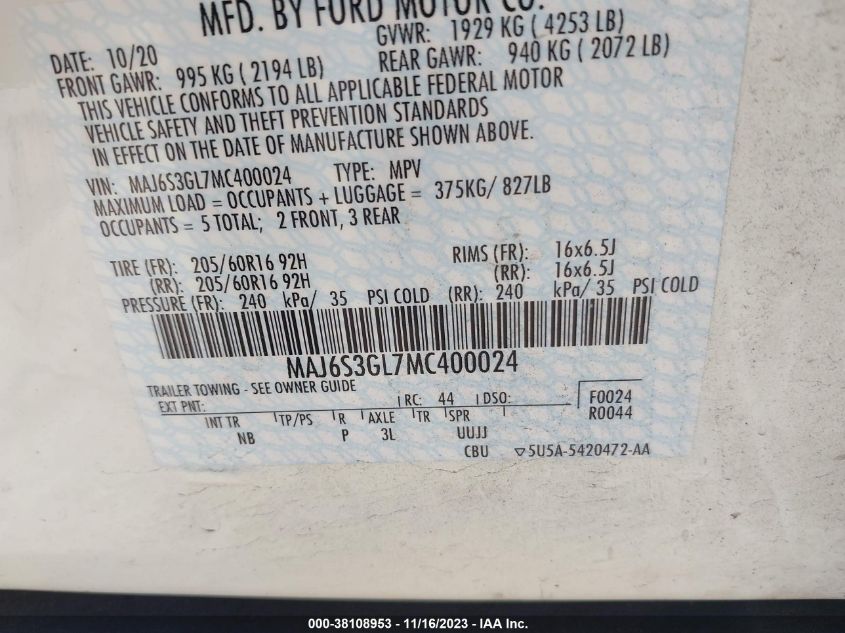 MFD. BY FORD MOTOR CO.
DATE: 10/20 GVWR: 1929 KG ( 4253 LB)
FRONT GAWR: 995 KG ( 2194 LB) REAR GAWR: 940 KG ( 2072 LB)
THIS VEHICLE CONFORMS TO ALL APPLICABLE FEDERAL MOTOR
VEHICLE SAFETY AND THEFT PREVENTION STANDARDS
IN EFFECT ON THE DATE OF MANUFACTURE SHOWN ABOVE.
VIN: MAJ6S3GL7MC400024 TYPE: MPV
MAXIMUM LOAD = OCCUPANTS + LUGGAGE = 375KG/ 827LB
OCCUPANTS = 5 TOTAL; 2 FRONT, 3 REAR
TIRE (FR): 205/60R16 92H RIMS (FR): 16x6.5J
(RR): 205/60R16 92H (RR): 16x6.5J
PRESSURE (FR): 240 kPa/ 35 PSI COLD (RR): 240 kPa/ 35 PSI COLD
MAJ6S3GL7MC400024
TRAILER TOWING - SEE OWNER GUIDE
EXT PNT: RC: 44 DSO: F0024
R0044
INT TR TP/PS R AXLE TR SPR
NB P 3L UUJJ
CBU ▽5U5A-5420472-AA
000-38108953 - 11/16/2023 - IAA Inc.